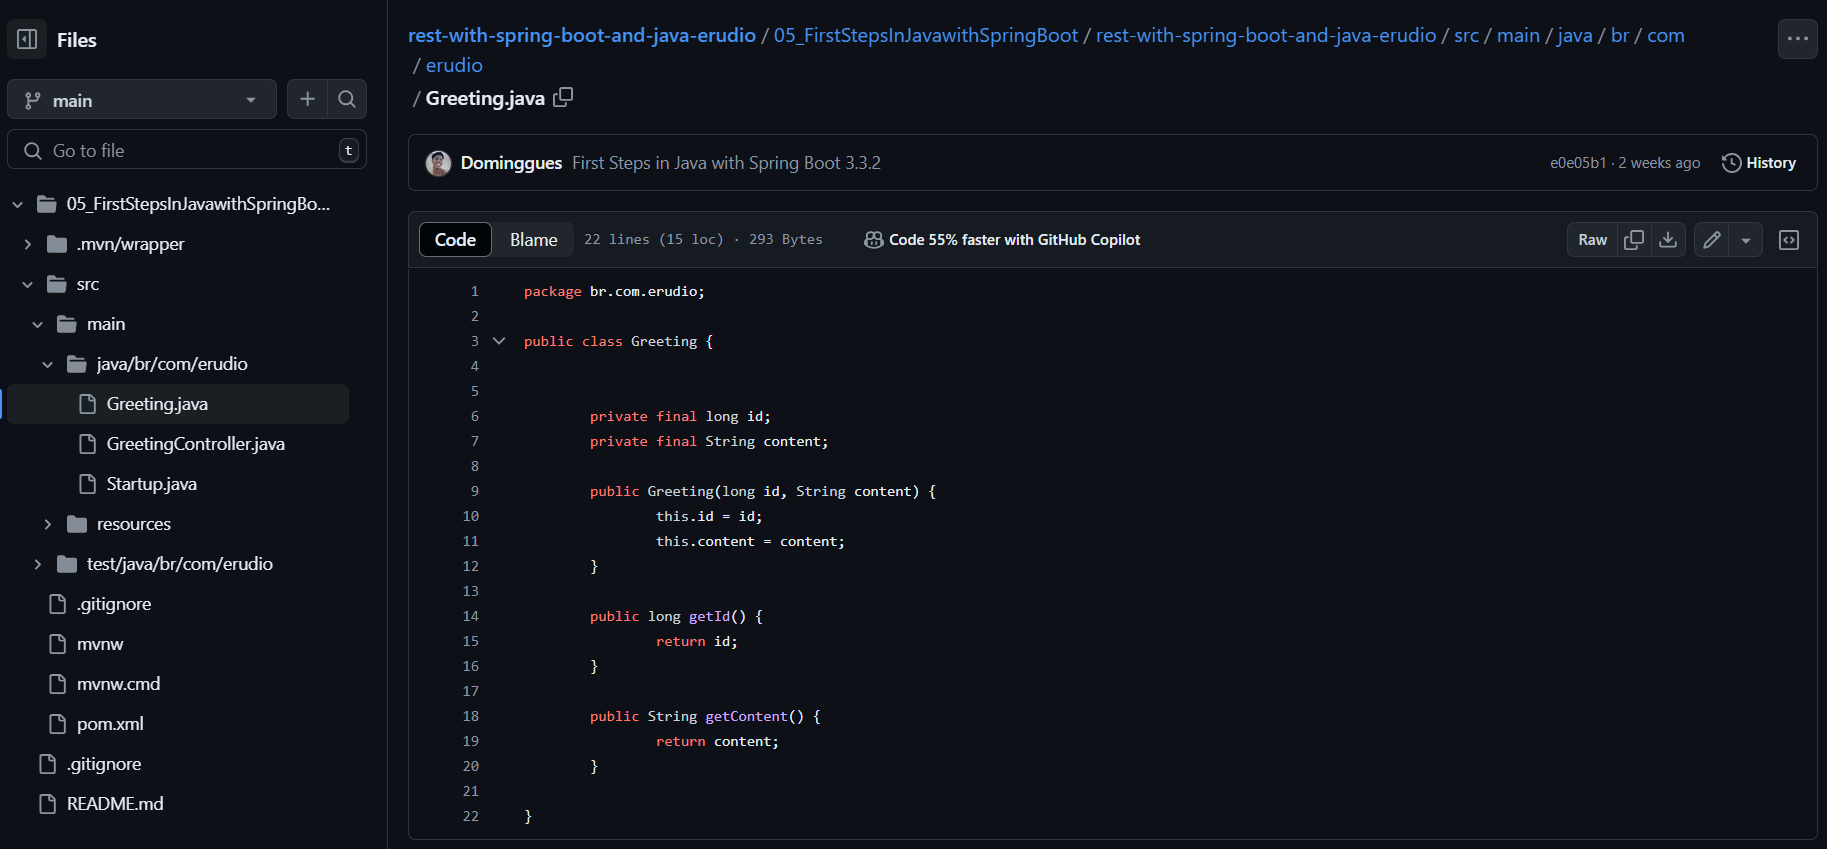 Files
main
Go to file
t
05_FirstStepsInJavawithSpringBo...
.mvn/wrapper
src
main
java/br/com/erudio
Greeting.java
GreetingController.java
Startup.java
resources
test/java/br/com/erudio
.gitignore
mvnw
mvnw.cmd
pom.xml
.gitignore
README.md
rest-with-spring-boot-and-java-erudio / 05_FirstStepsInJavawithSpringBoot / rest-with-spring-boot-and-java-erudio / src / main / java / br / com
/ erudio
/ Greeting.java
Dominggues First Steps in Java with Spring Boot 3.3.2 e0e05b1 · 2 weeks ago History
Code Blame 22 lines (15 loc) · 293 Bytes Code 55% faster with GitHub Copilot Raw
1 package br.com.erudio;
2
3 public class Greeting {
4
5
6 private final long id;
7 private final String content;
8
9 public Greeting(long id, String content) {
10 this.id = id;
11 this.content = content;
12 }
13
14 public long getId() {
15 return id;
16 }
17
18 public String getContent() {
19 return content;
20 }
21
22 }